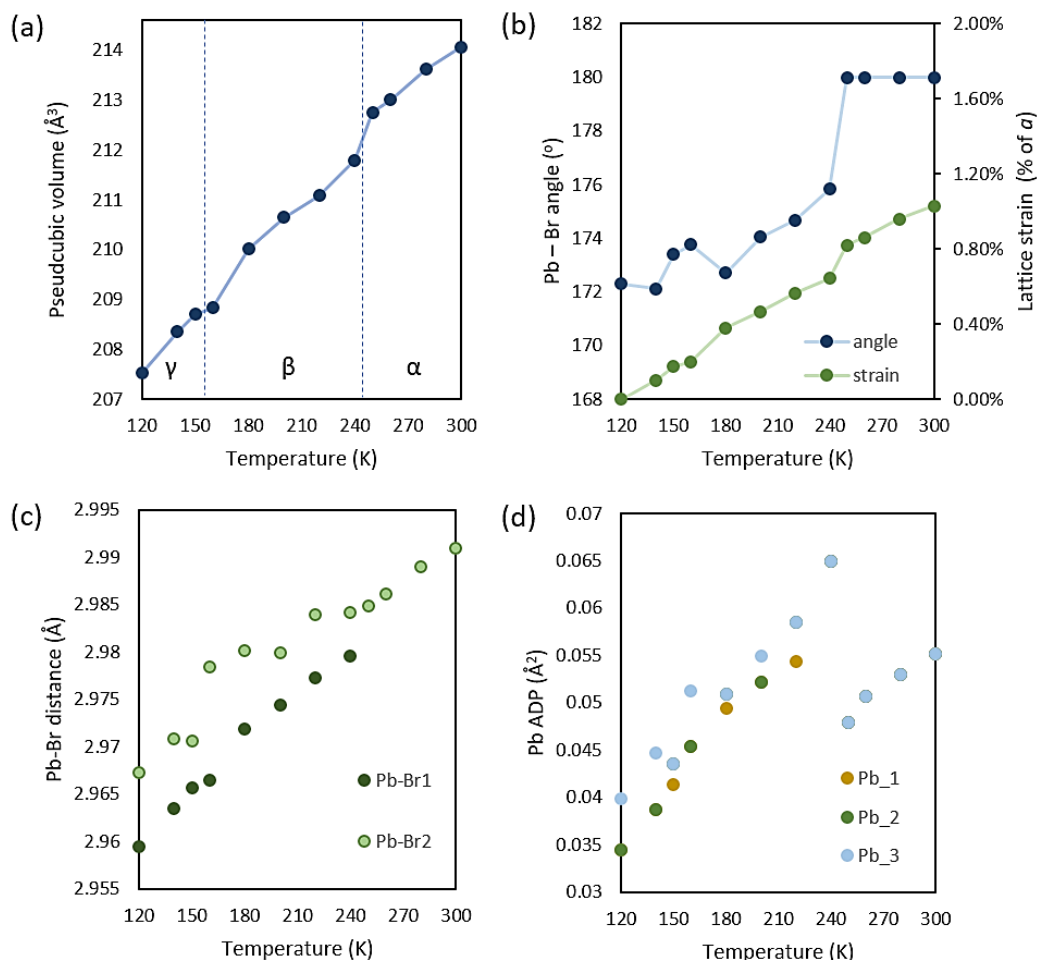 (a)
Pseudcubic volume (Å³)
214
213
212
211
210
209
208
207
γ
β
α
120 150 180 210 240 270 300
Temperature (K)
(b)
Pb – Br angle (º)
182
180
178
176
174
172
170
168
2.00%
1.60%
1.20%
0.80%
0.40%
0.00%
Lattice strain (% of a)
angle
strain
120 150 180 210 240 270 300
Temperature (K)
(c)
Pb-Br distance (Å)
2.995
2.99
2.985
2.98
2.975
2.97
2.965
2.96
2.955
Pb-Br1
Pb-Br2
120 150 180 210 240 270 300
Temperature (K)
(d)
Pb ADP (Å²)
0.07
0.065
0.06
0.055
0.05
0.045
0.04
0.035
0.03
Pb_1
Pb_2
Pb_3
120 150 180 210 240 270 300
Temperature (K)